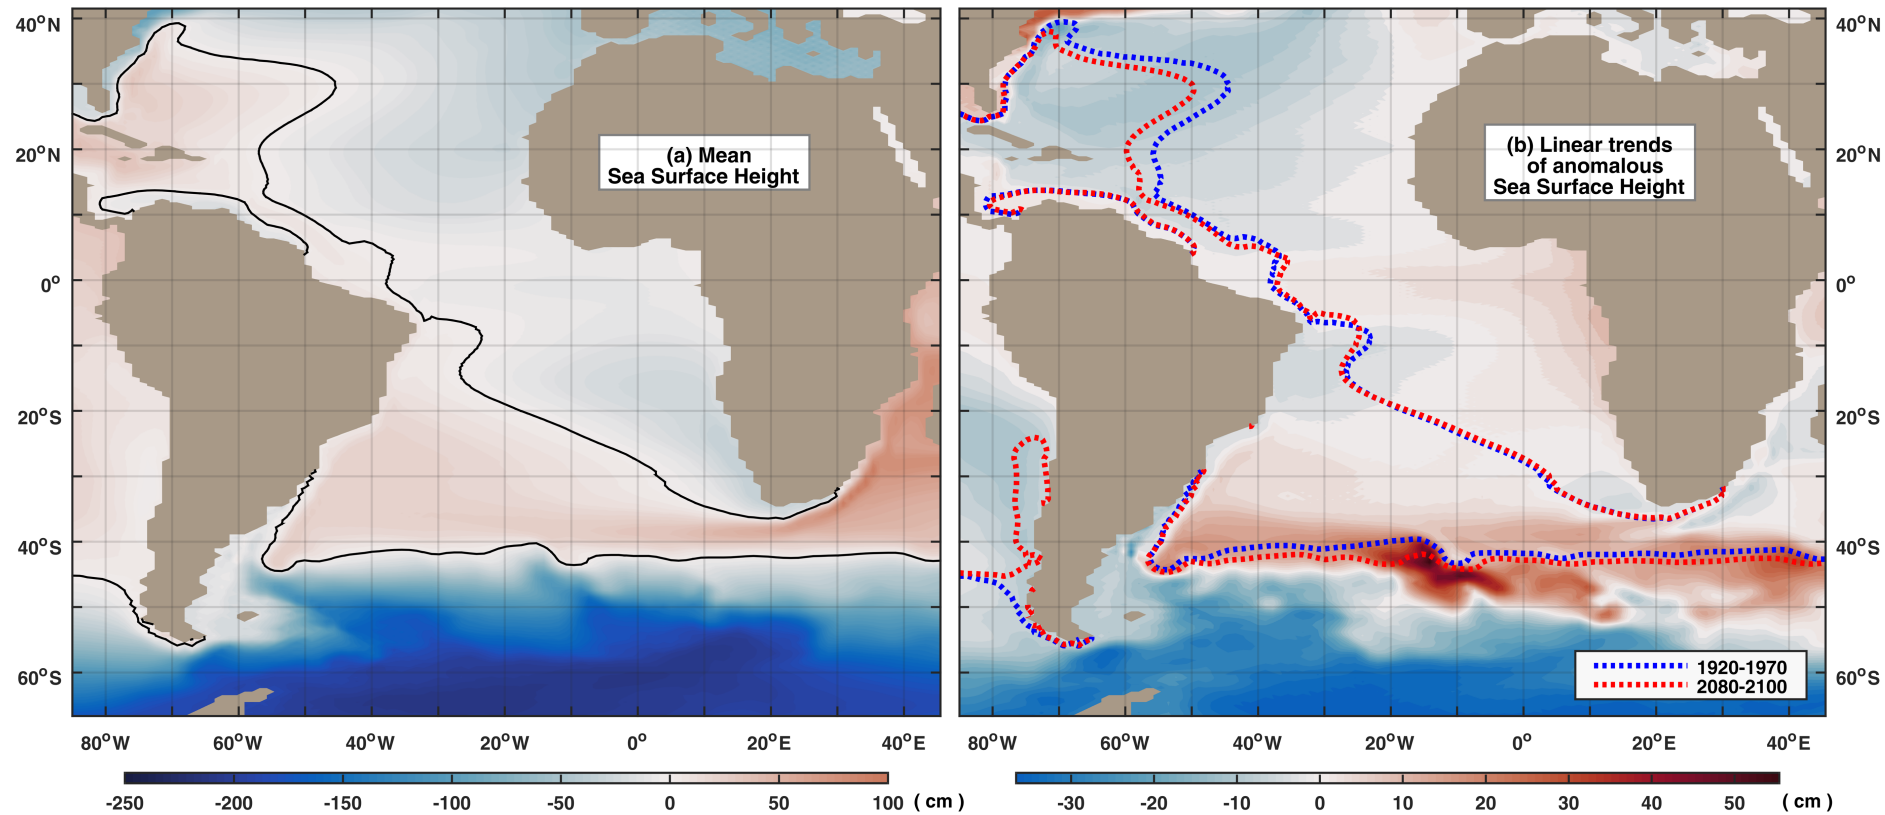 40°N
20°N
0°
20°S
40°S
60°S
(a) Mean
Sea Surface Height
80°W
60°W
40°W
20°W
0°
20°E
40°E
-250
-200
-150
-100
-50
0
50
100
( cm )
(b) Linear trends
of anomalous
Sea Surface Height
1920-1970
2080-2100
40°N
20°N
0°
20°S
40°S
60°S
80°W
60°W
40°W
20°W
0°
20°E
40°E
-30
-20
-10
0
10
20
30
40
50
( cm )